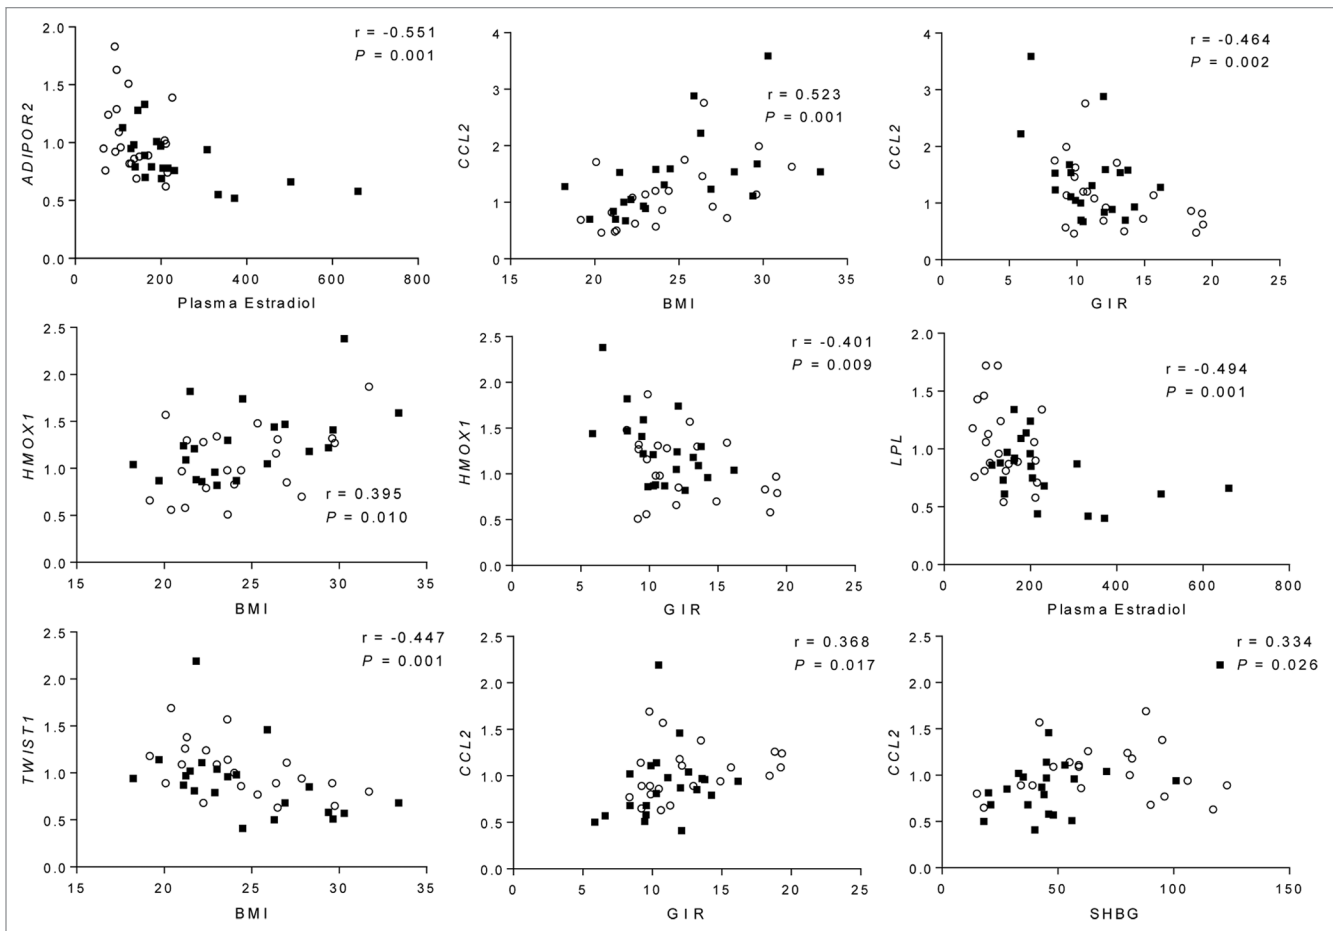 r = -0.551
P = 0.001
2.0
1.5
1.0
0.5
0.0
ADIPOR2
0 200 400 600 800
Plasma Estradiol
r = 0.523
P = 0.001
4
3
2
1
0
CCL2
15 20 25 30 35
BMI
r = -0.464
P = 0.002
4
3
2
1
0
CCL2
0 5 10 15 20 25
GIR
r = 0.395
P = 0.010
2.5
2.0
1.5
1.0
0.5
0.0
HMOX1
15 20 25 30 35
BMI
r = -0.401
P = 0.009
2.5
2.0
1.5
1.0
0.5
0.0
HMOX1
0 5 10 15 20 25
GIR
r = -0.494
P = 0.001
2.0
1.5
1.0
0.5
0.0
LPL
0 200 400 600 800
Plasma Estradiol
r = -0.447
P = 0.001
2.5
2.0
1.5
1.0
0.5
0.0
TWIST1
15 20 25 30 35
BMI
r = 0.368
P = 0.017
2.5
2.0
1.5
1.0
0.5
0.0
CCL2
0 5 10 15 20 25
GIR
r = 0.334
P = 0.026
2.5
2.0
1.5
1.0
0.5
0.0
CCL2
0 50 100 150
SHBG